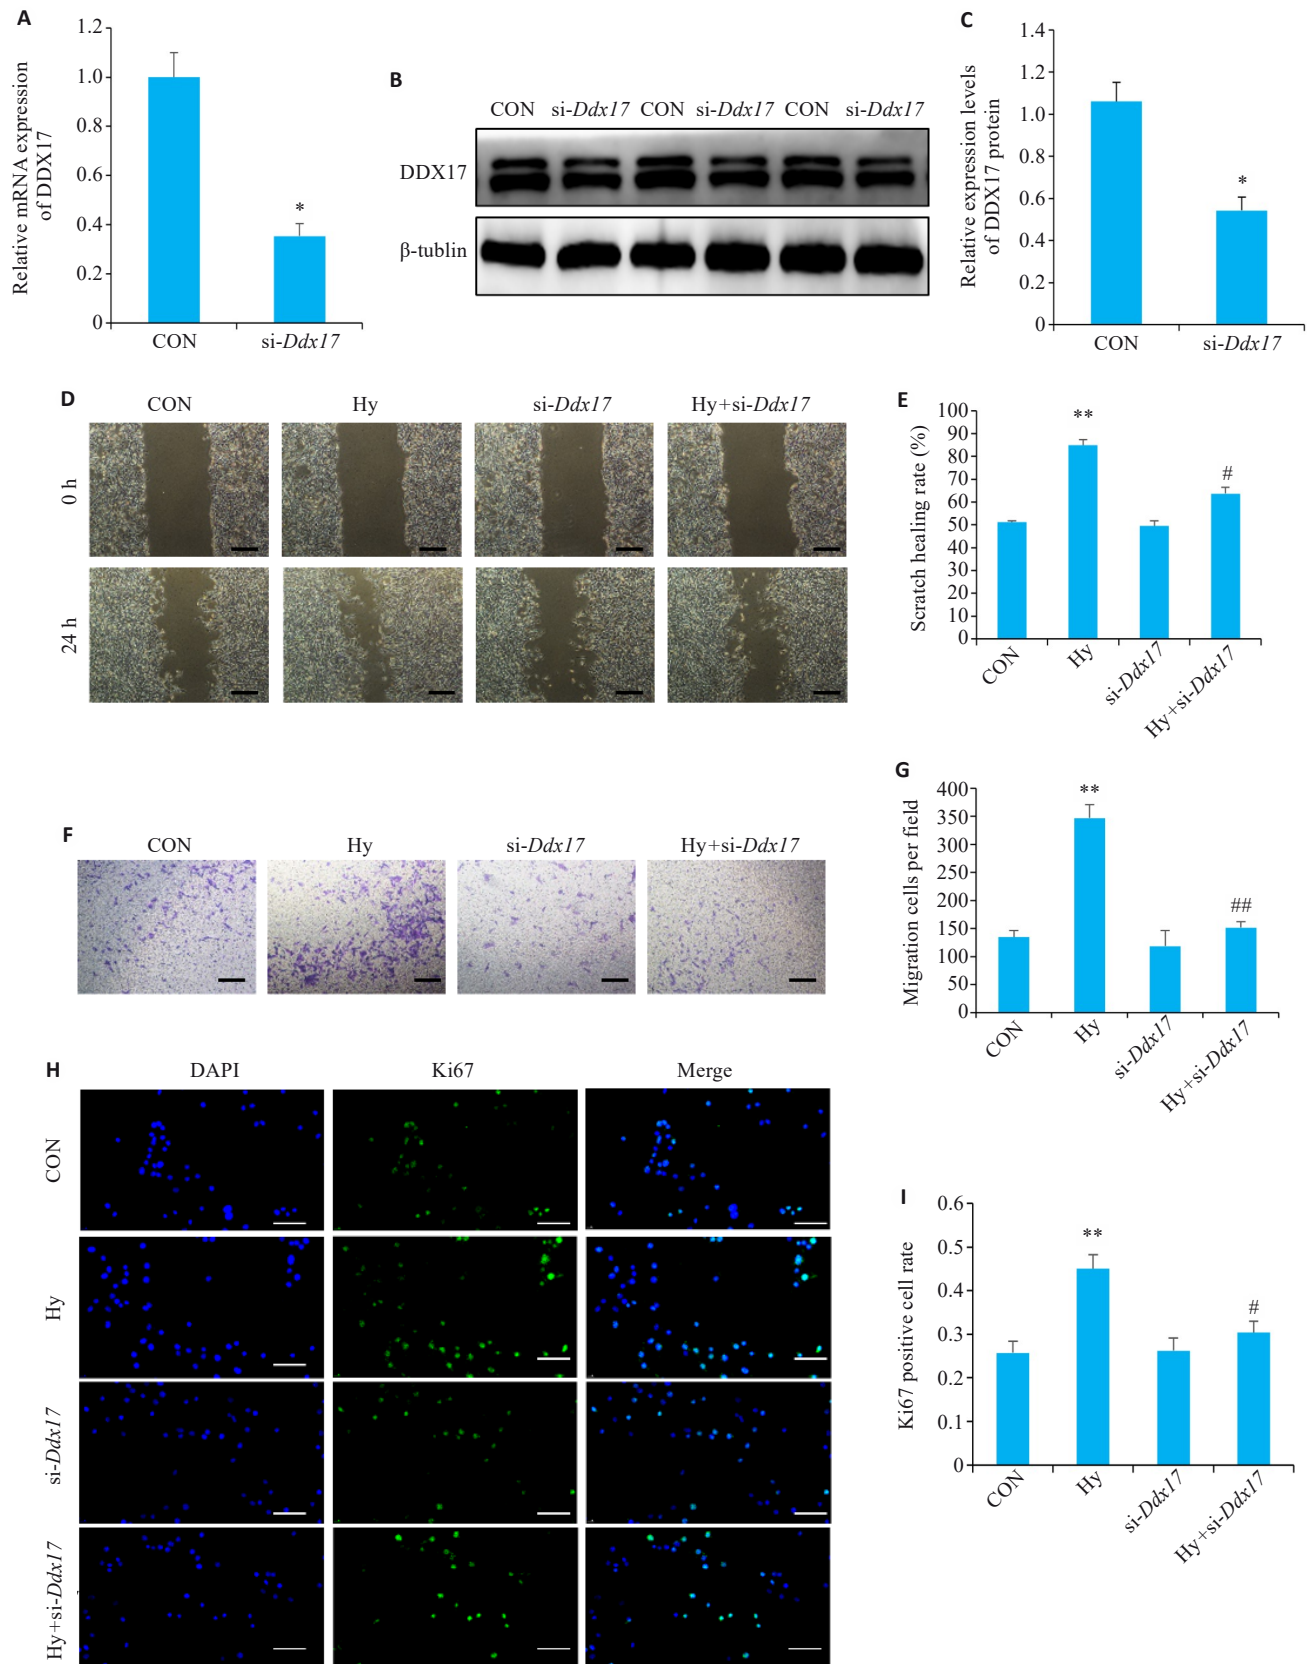 A
1.2
1.0
0.8
0.6
0.4
0.2
0
Relative mRNA expression
of DDX17
*
CON
si-Ddx17
B
CON si-Ddx17 CON si-Ddx17 CON si-Ddx17
DDX17
β-tublin
C
1.4
1.2
1.0
0.8
0.6
0.4
0.2
0
Relative expression levels
of DDX17 protein
*
CON
si-Ddx17
D
CON Hy si-Ddx17 Hy+si-Ddx17
0 h
24 h
E
100
90
80
70
60
50
40
30
20
10
0
Scratch healing rate (%)
**
#
CON
Hy
si-Ddx17
Hy+si-Ddx17
F
CON Hy si-Ddx17 Hy+si-Ddx17
G
400
350
300
250
200
150
100
50
0
Migration cells per field
**
##
CON
Hy
si-Ddx17
Hy+si-Ddx17
H
DAPI Ki67 Merge
CON
Hy
si-Ddx17
Hy+si-Ddx17
I
0.6
0.5
0.4
0.3
0.2
0.1
0
Ki67 positive cell rate
**
#
CON
Hy
si-Ddx17
Hy+si-Ddx17